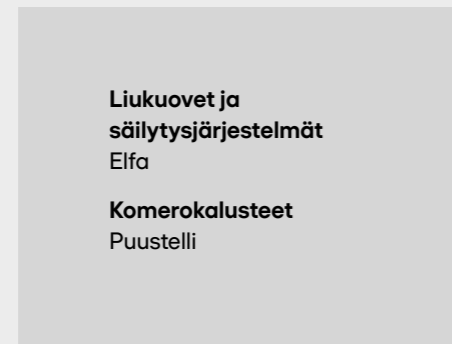 Liukuovet ja
säilytysjärjestelmät
Elfa
Komerokalusteet
Puustelli